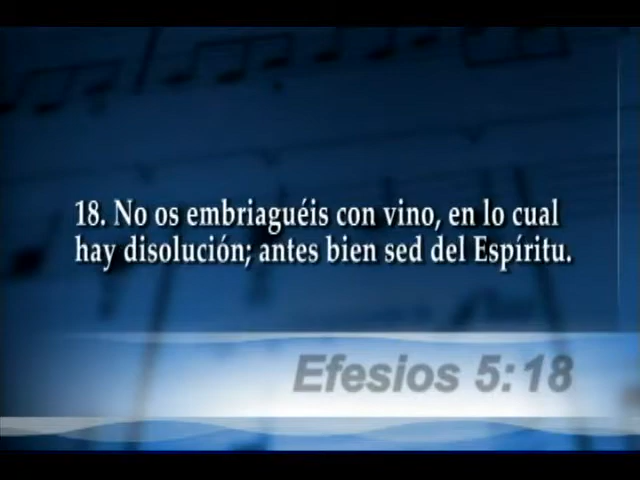 18. No os embriaguéis con vino, en lo cual
hay disolución; antes bien sed del Espíritu.
Efesios 5:18